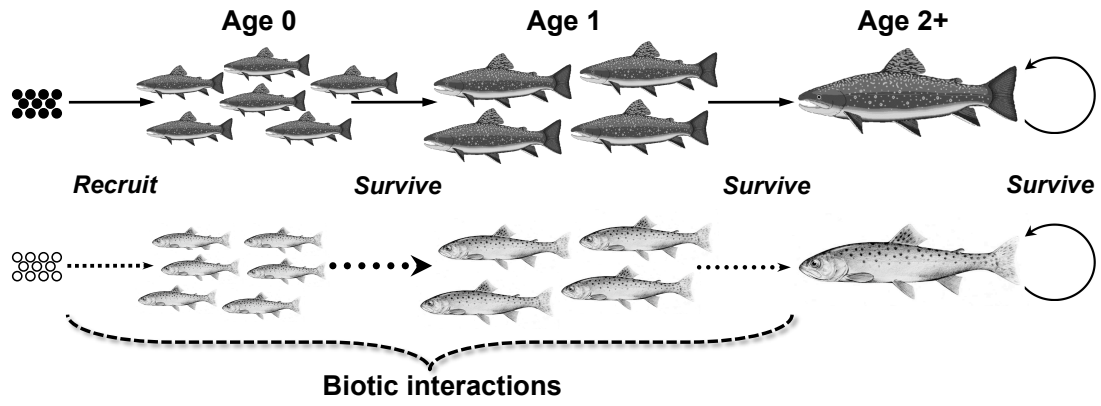 Age 0
Age 1
Age 2+
Recruit
Survive
Survive
Survive
Biotic interactions